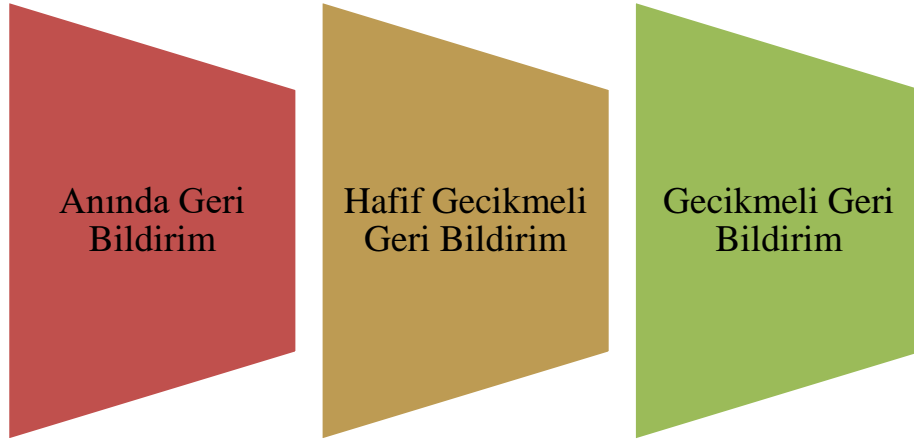 Anında Geri
Bildirim
Hafif Gecikmeli
Geri Bildirim
Gecikmeli Geri
Bildirim